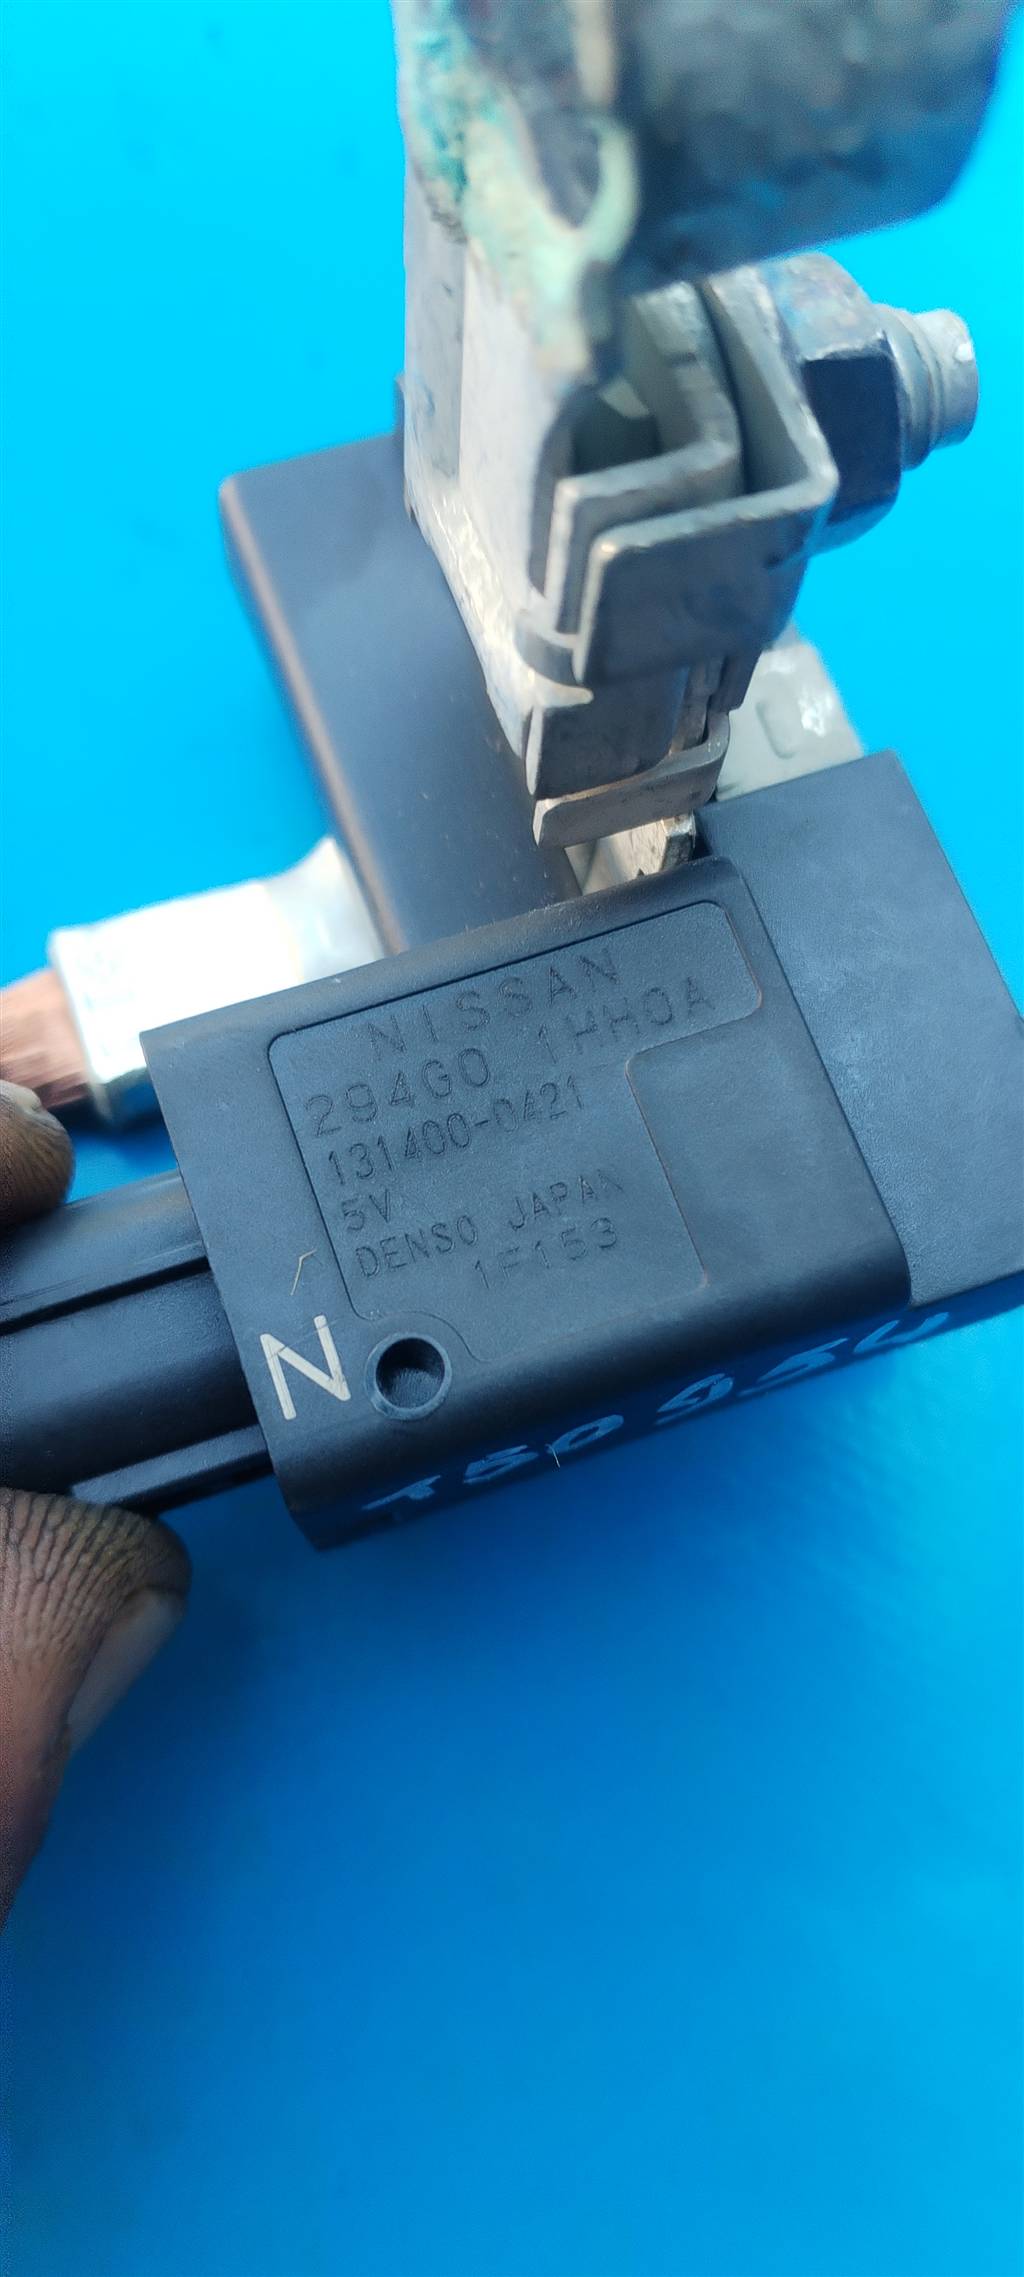 NISSAN
294G0 1HH0A
131400-0421
5V
DENSO JAPAN
1F153
N